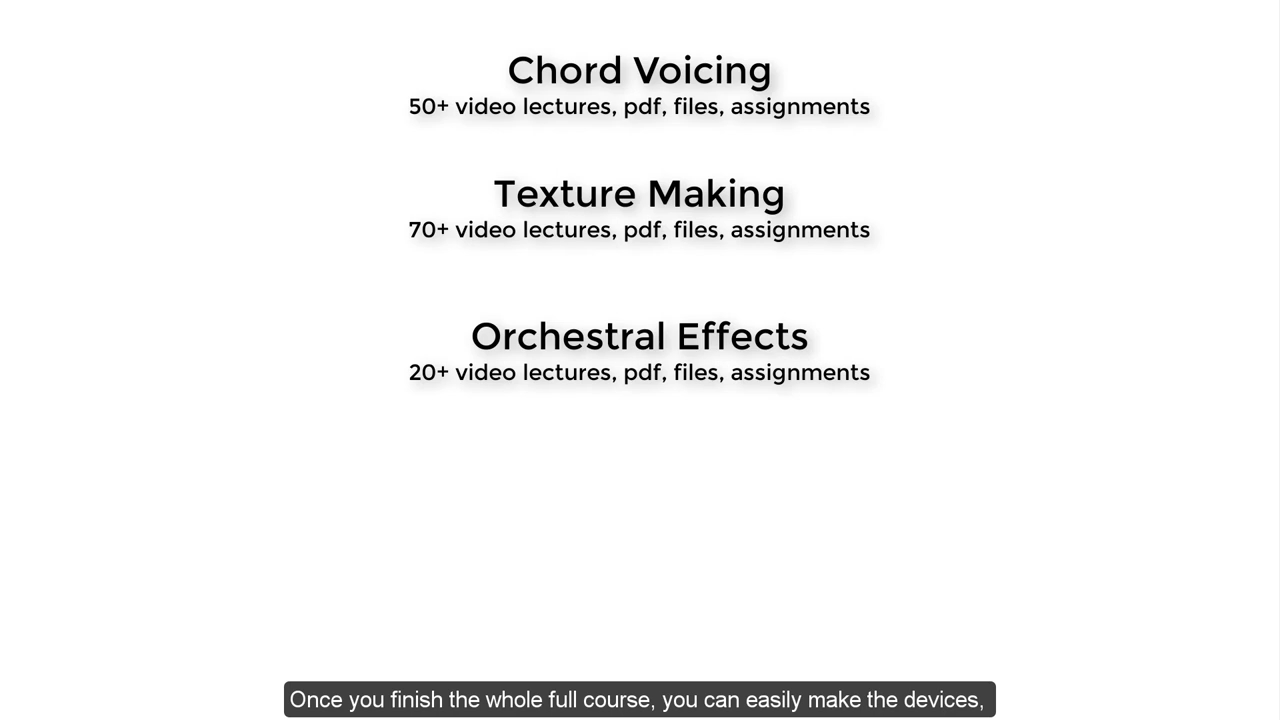 Chord Voicing
50+ video lectures, pdf, files, assignments
Texture Making
70+ video lectures, pdf, files, assignments
Orchestral Effects
20+ video lectures, pdf, files, assignments
Once you finish the whole full course, you can easily make the devices,